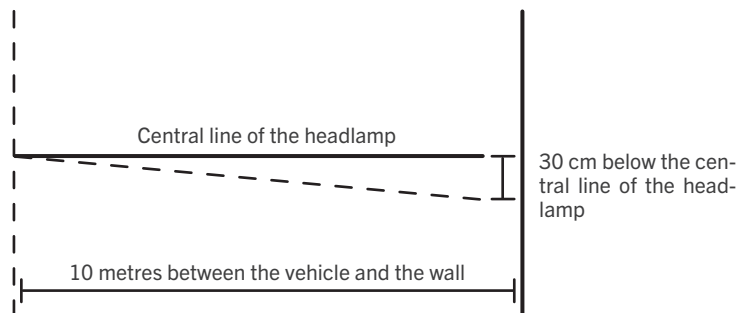 Central line of the headlamp
30 cm below the cen-
tral line of the head-
lamp
10 metres between the vehicle and the wall